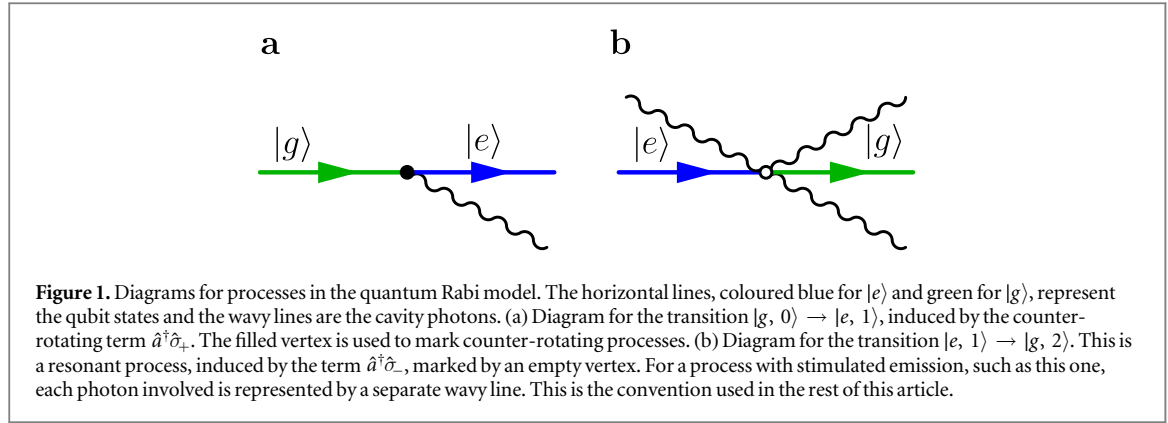 a b
|g⟩ |e⟩ |e⟩ |g⟩
Figure 1. Diagrams for processes in the quantum Rabi model. The horizontal lines, coloured blue for |e⟩ and green for |g⟩, represent
the qubit states and the wavy lines are the cavity photons. (a) Diagram for the transition |g, 0⟩ → |e, 1⟩, induced by the counter-
rotating term â†σ̂₊. The filled vertex is used to mark counter-rotating processes. (b) Diagram for the transition |e, 1⟩ → |g, 2⟩. This is
a resonant process, induced by the term â†σ̂₋, marked by an empty vertex. For a process with stimulated emission, such as this one,
each photon involved is represented by a separate wavy line. This is the convention used in the rest of this article.